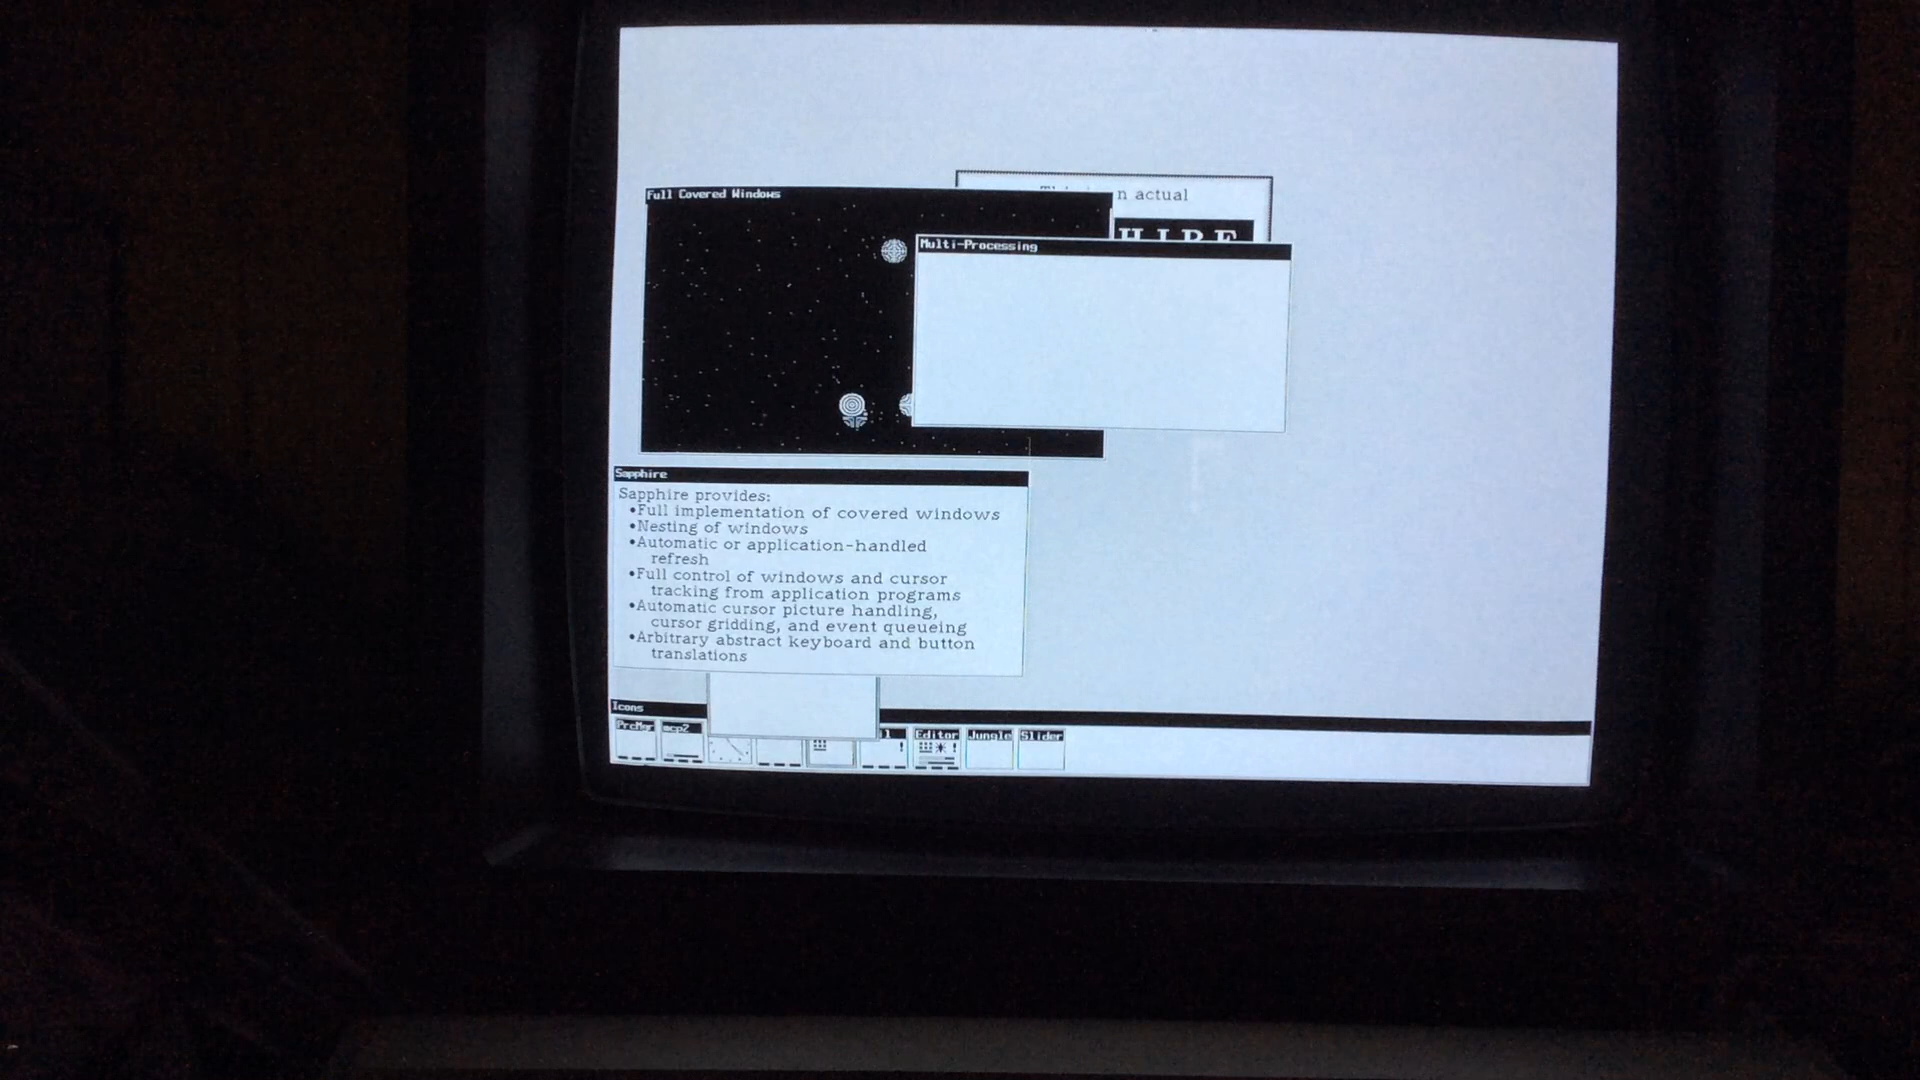 n actual
Full Covered Windows
Multi-Processing
Sapphire
Sapphire provides:
•Full implementation of covered windows
•Nesting of windows
•Automatic or application-handled
refresh
•Full control of windows and cursor
tracking from application programs
•Automatic cursor picture handling,
cursor gridding, and event queueing
•Arbitrary abstract keyboard and button
translations
Icons
PrcMgr Editor Jungle Slider